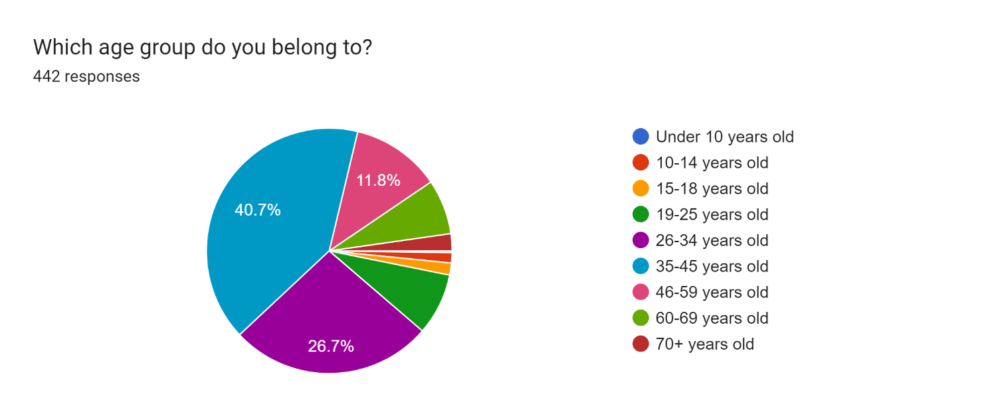 Which age group do you belong to?
442 responses
11.8%
40.7%
26.7%
Under 10 years old
10-14 years old
15-18 years old
19-25 years old
26-34 years old
35-45 years old
46-59 years old
60-69 years old
70+ years old